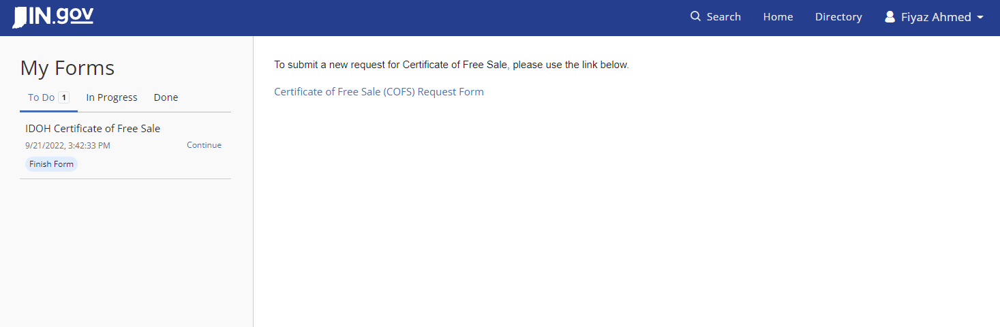 IN.gov
Search Home Directory Fiyaz Ahmed
My Forms
To Do 1 In Progress Done
IDOH Certificate of Free Sale
9/21/2022, 3:42:33 PM Continue
Finish Form
To submit a new request for Certificate of Free Sale, please use the link below.
Certificate of Free Sale (COFS) Request Form